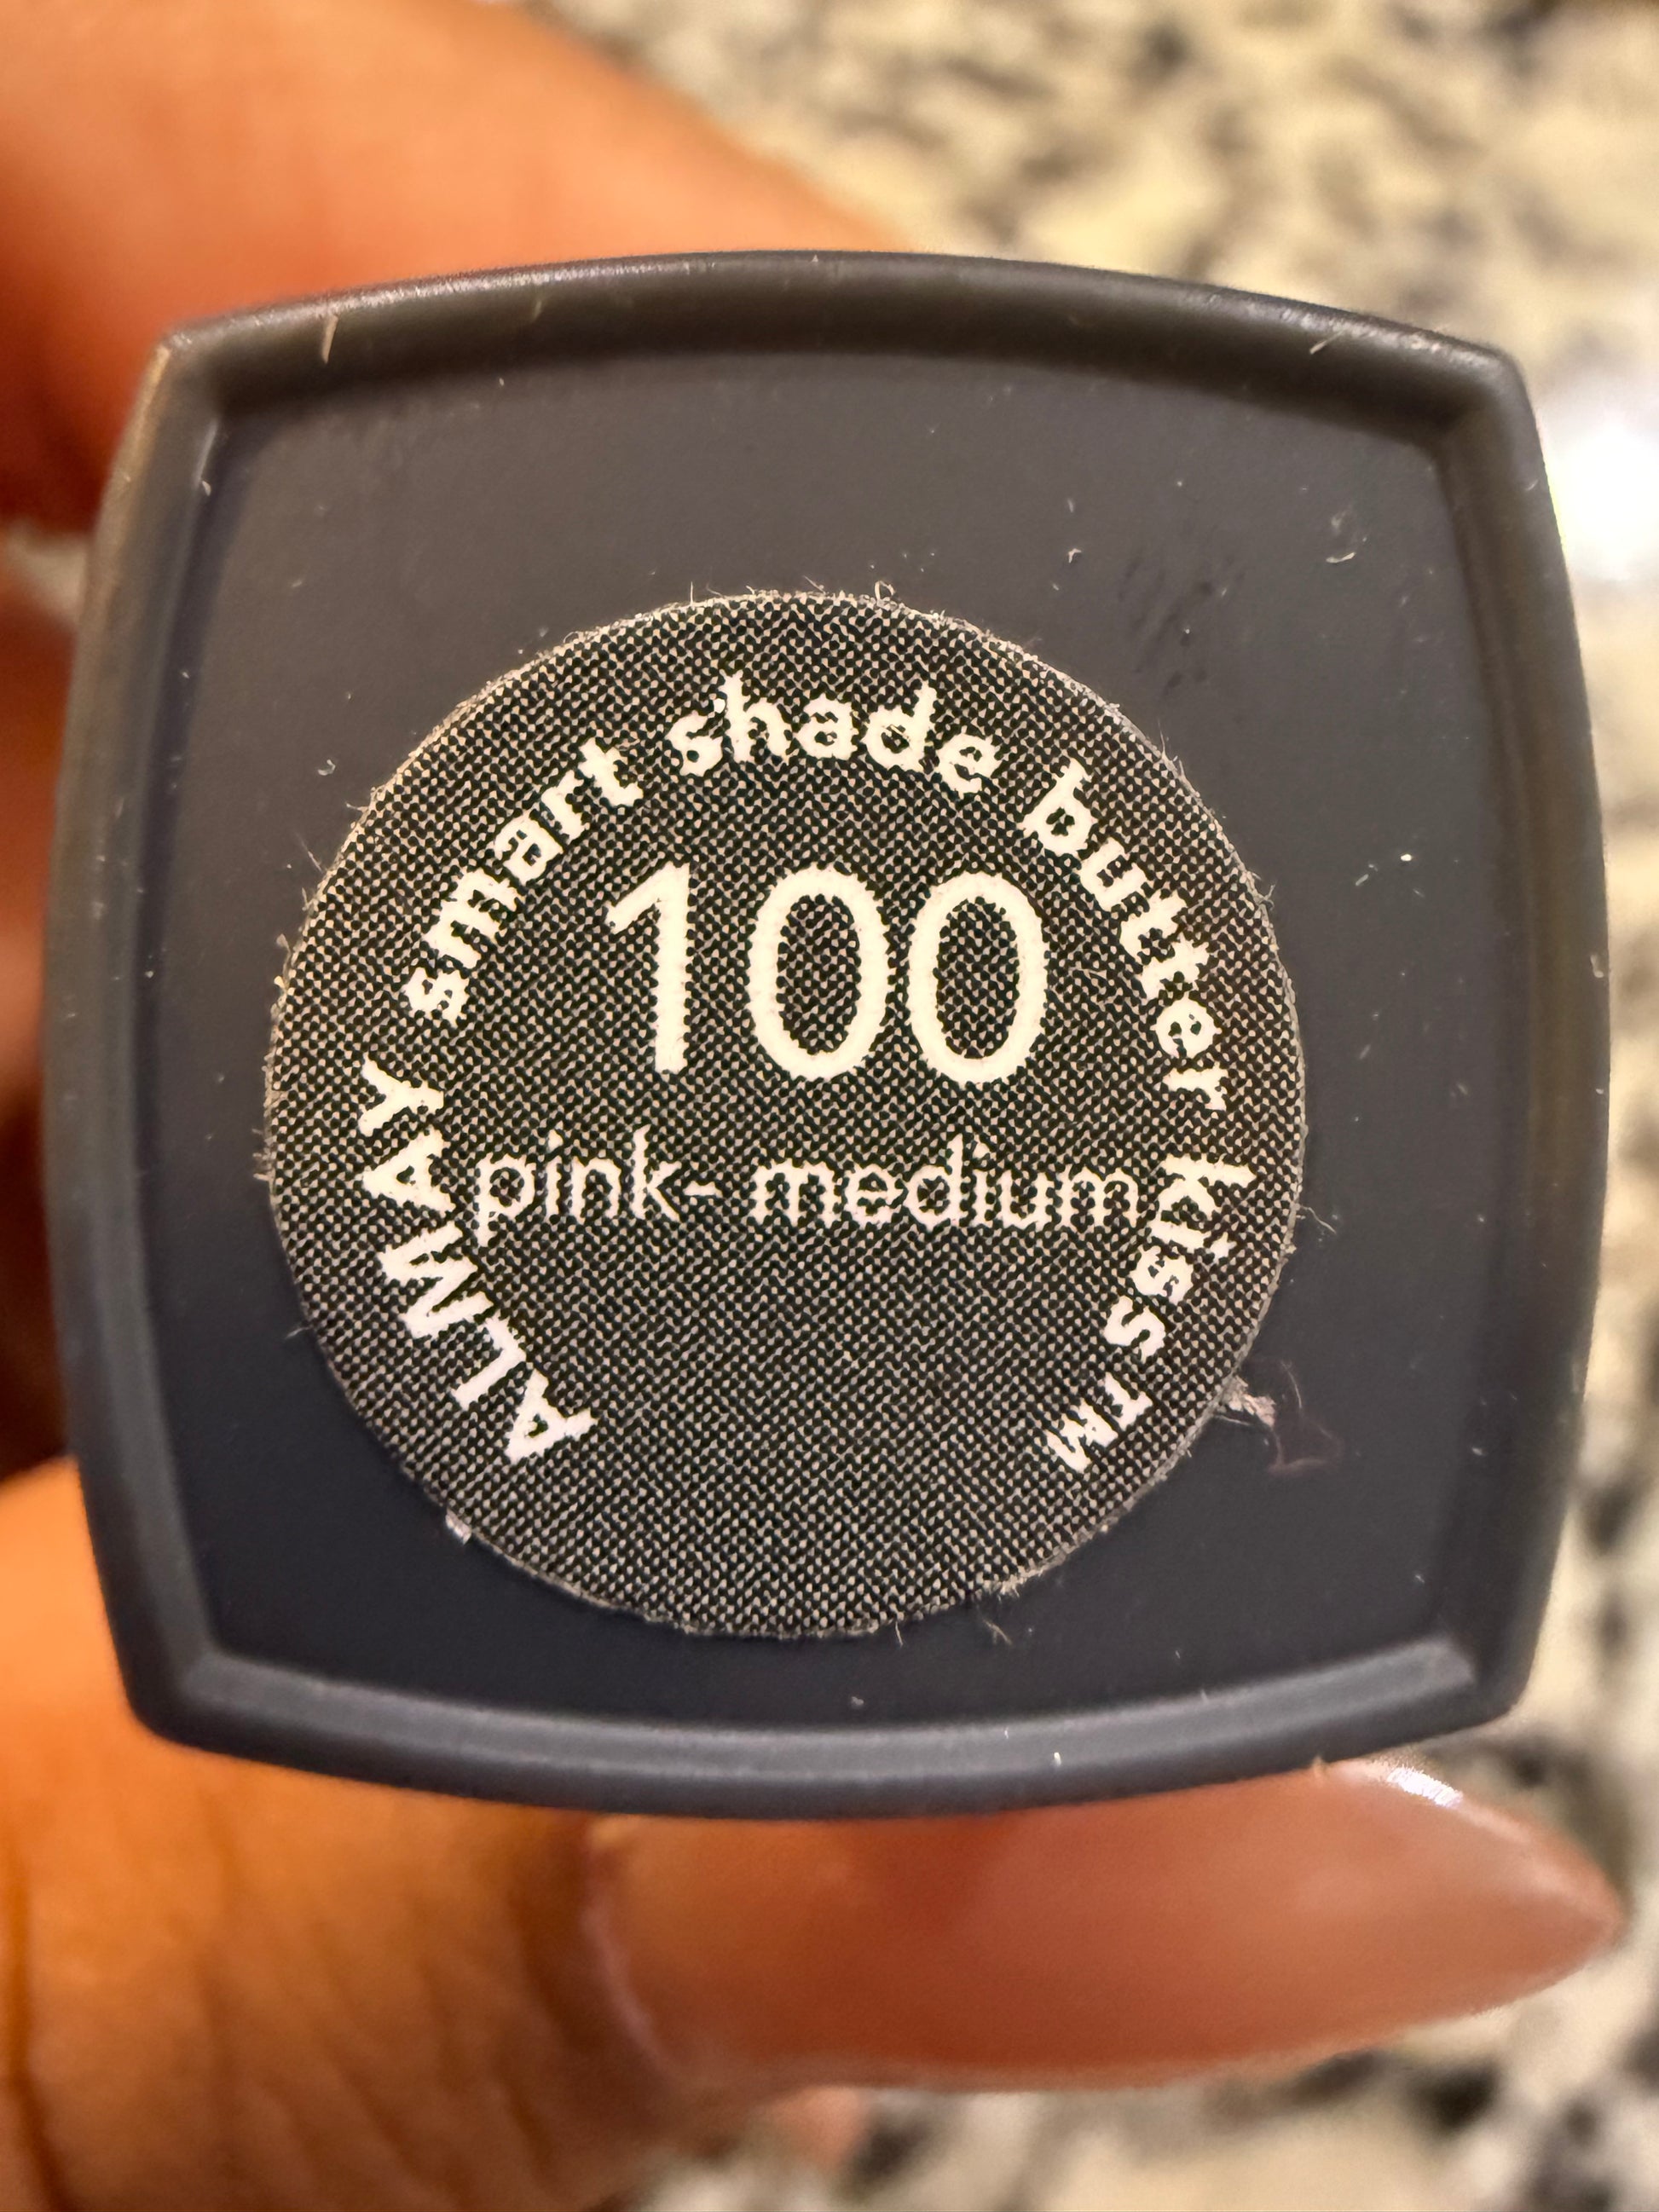 ALMAY smart shade butter kiss TM
100
pink- medium